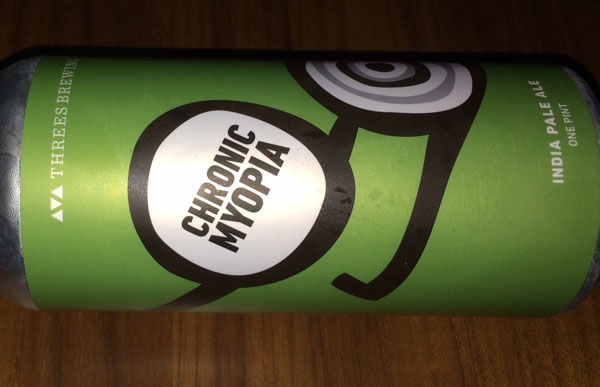 THREES BREWING
CHRONIC
MYOPIA
INDIA PALE ALE
ONE PINT